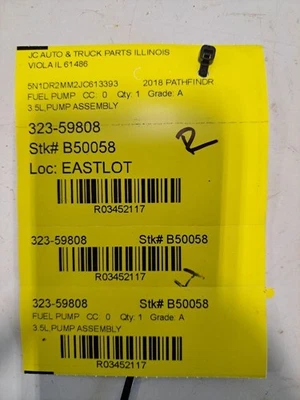 JC AUTO & TRUCK PARTS ILLINOIS
VIOLA IL 61486
5N1DR2MM2JC613393 2018 PATHFINDR
FUEL PUMP CC: 0 Qty: 1 Grade: A
3.5L,PUMP ASSEMBLY
323-59808
Stk# B50058
Loc: EASTLOT
R03452117
323-59808 Stk# B50058
R03452117
323-59808 Stk# B50058
FUEL PUMP CC: 0 Qty: 1 Grade: A
3.5L,PUMP ASSEMBLY
R03452117